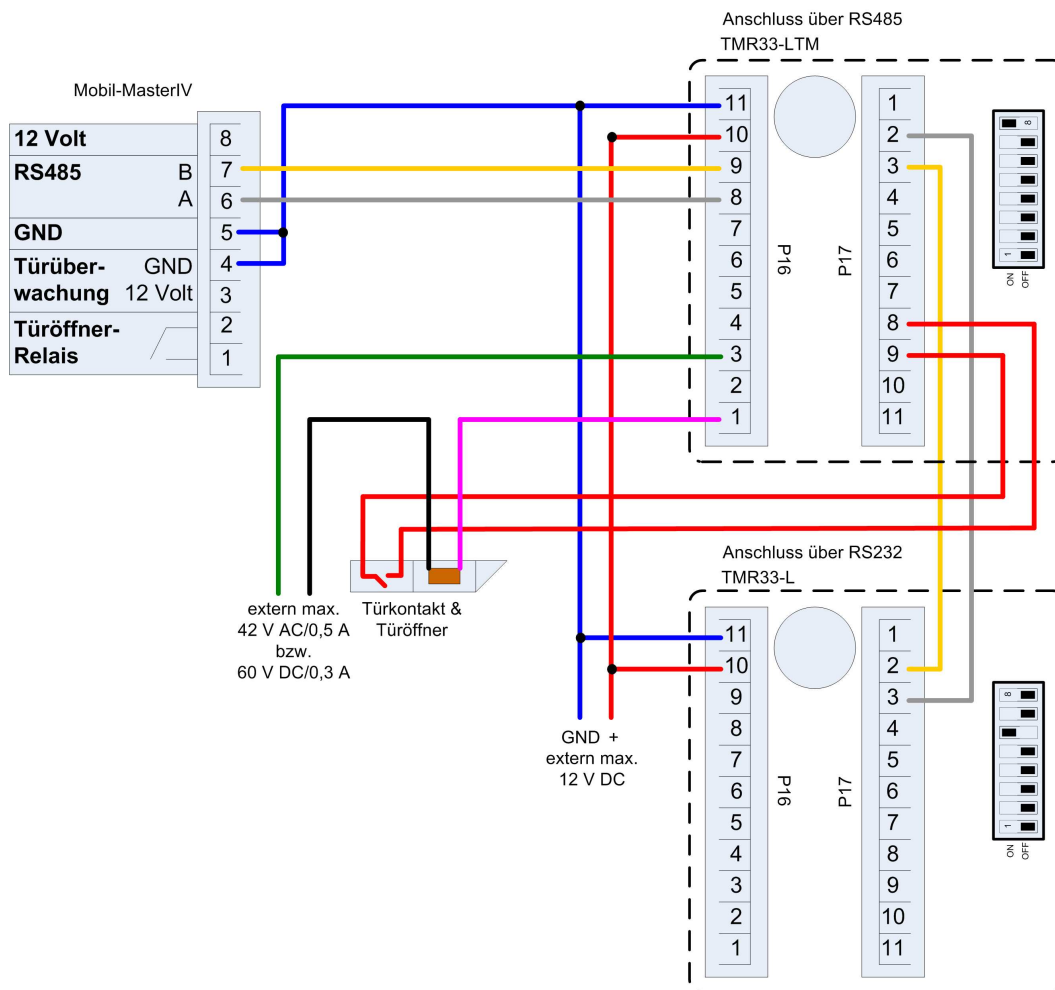 Anschluss über RS485
TMR33-LTM
Mobil-MasterIV
12 Volt 8
RS485 B 7
A 6
GND 5
Türüber- GND 4
wachung 12 Volt 3
Türöffner- 2
Relais 1
11
10
9
8
7
6
5
4
3
2
1
P16
P17
1
2
3
4
5
6
7
8
9
10
11
8
1
ON
OFF
extern max.
42 V AC/0,5 A
bzw.
60 V DC/0,3 A
Türkontakt &
Türöffner
GND +
extern max.
12 V DC
Anschluss über RS232
TMR33-L
11
10
9
8
7
6
5
4
3
2
1
P16
P17
1
2
3
4
5
6
7
8
9
10
11
8
1
ON
OFF